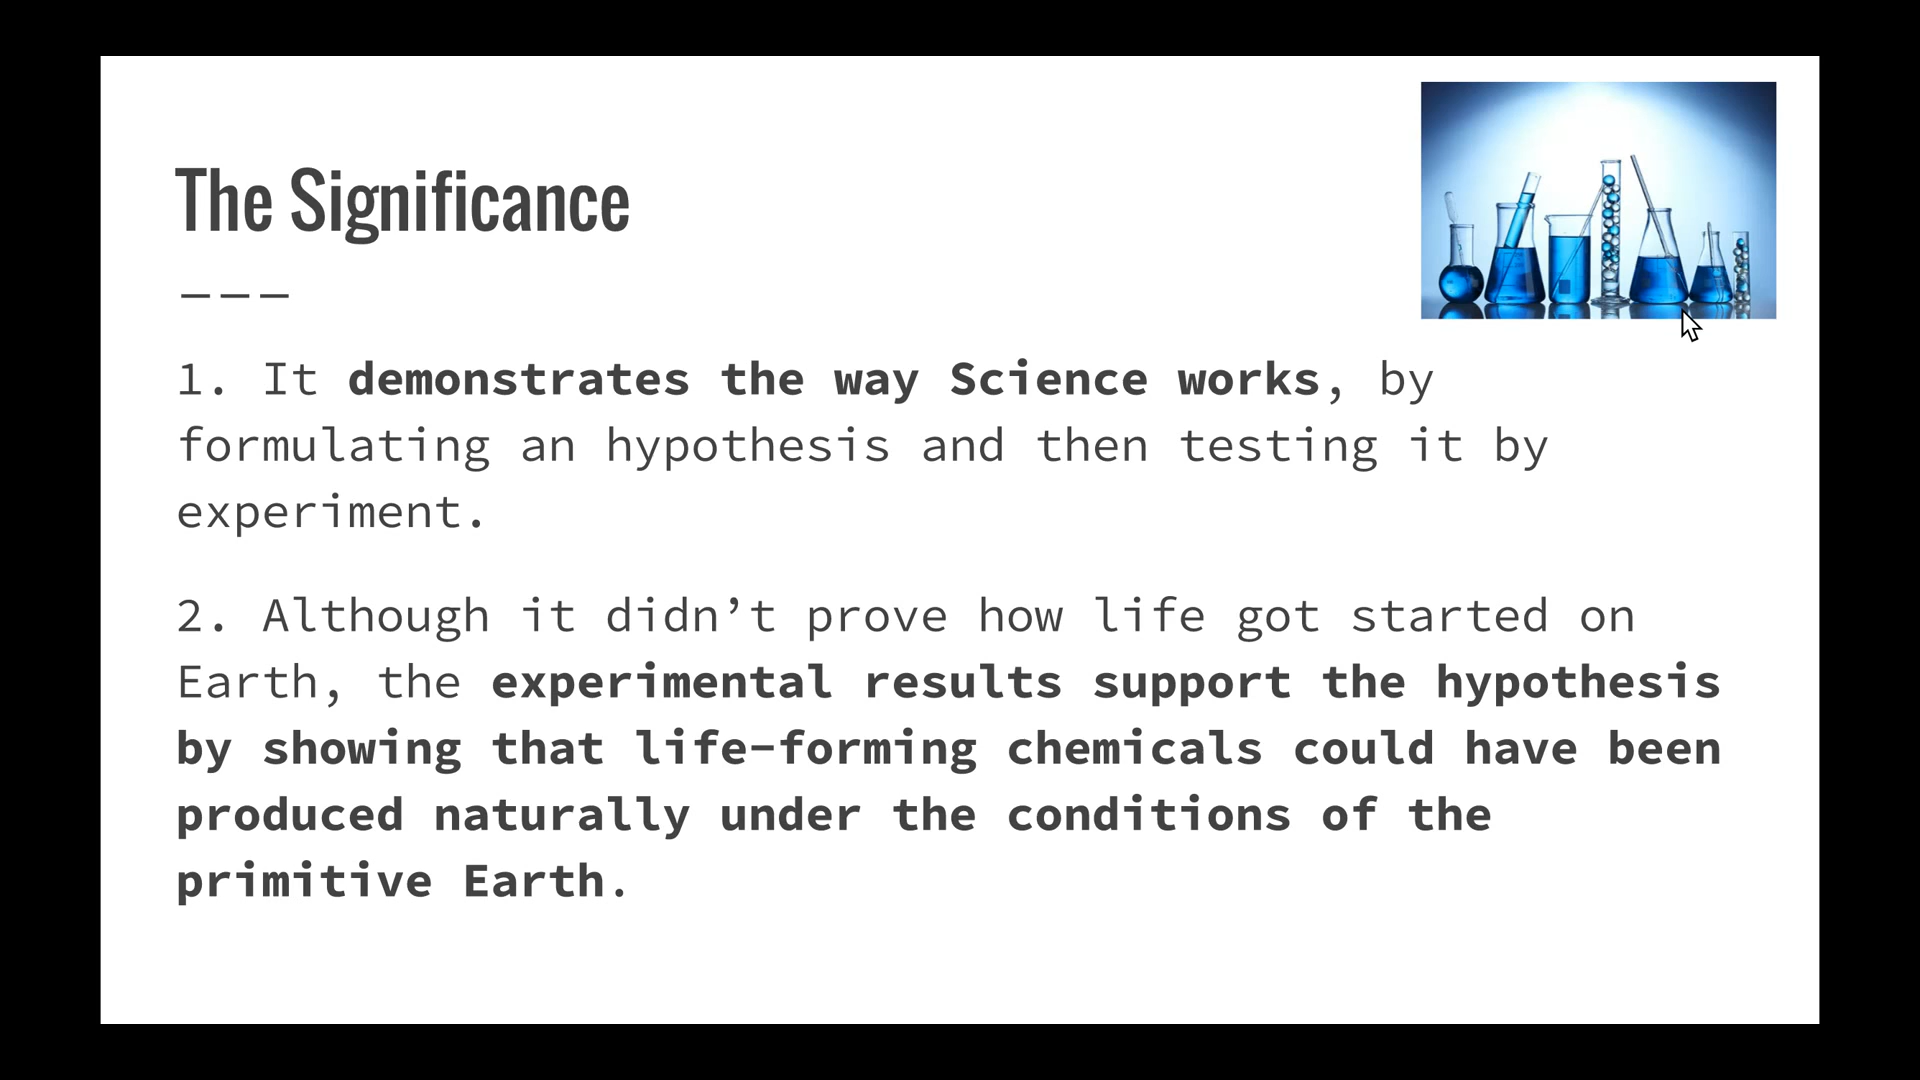 The Significance
1. It demonstrates the way Science works, by
formulating an hypothesis and then testing it by
experiment.
2. Although it didn’t prove how life got started on
Earth, the experimental results support the hypothesis
by showing that life-forming chemicals could have been
produced naturally under the conditions of the
primitive Earth.